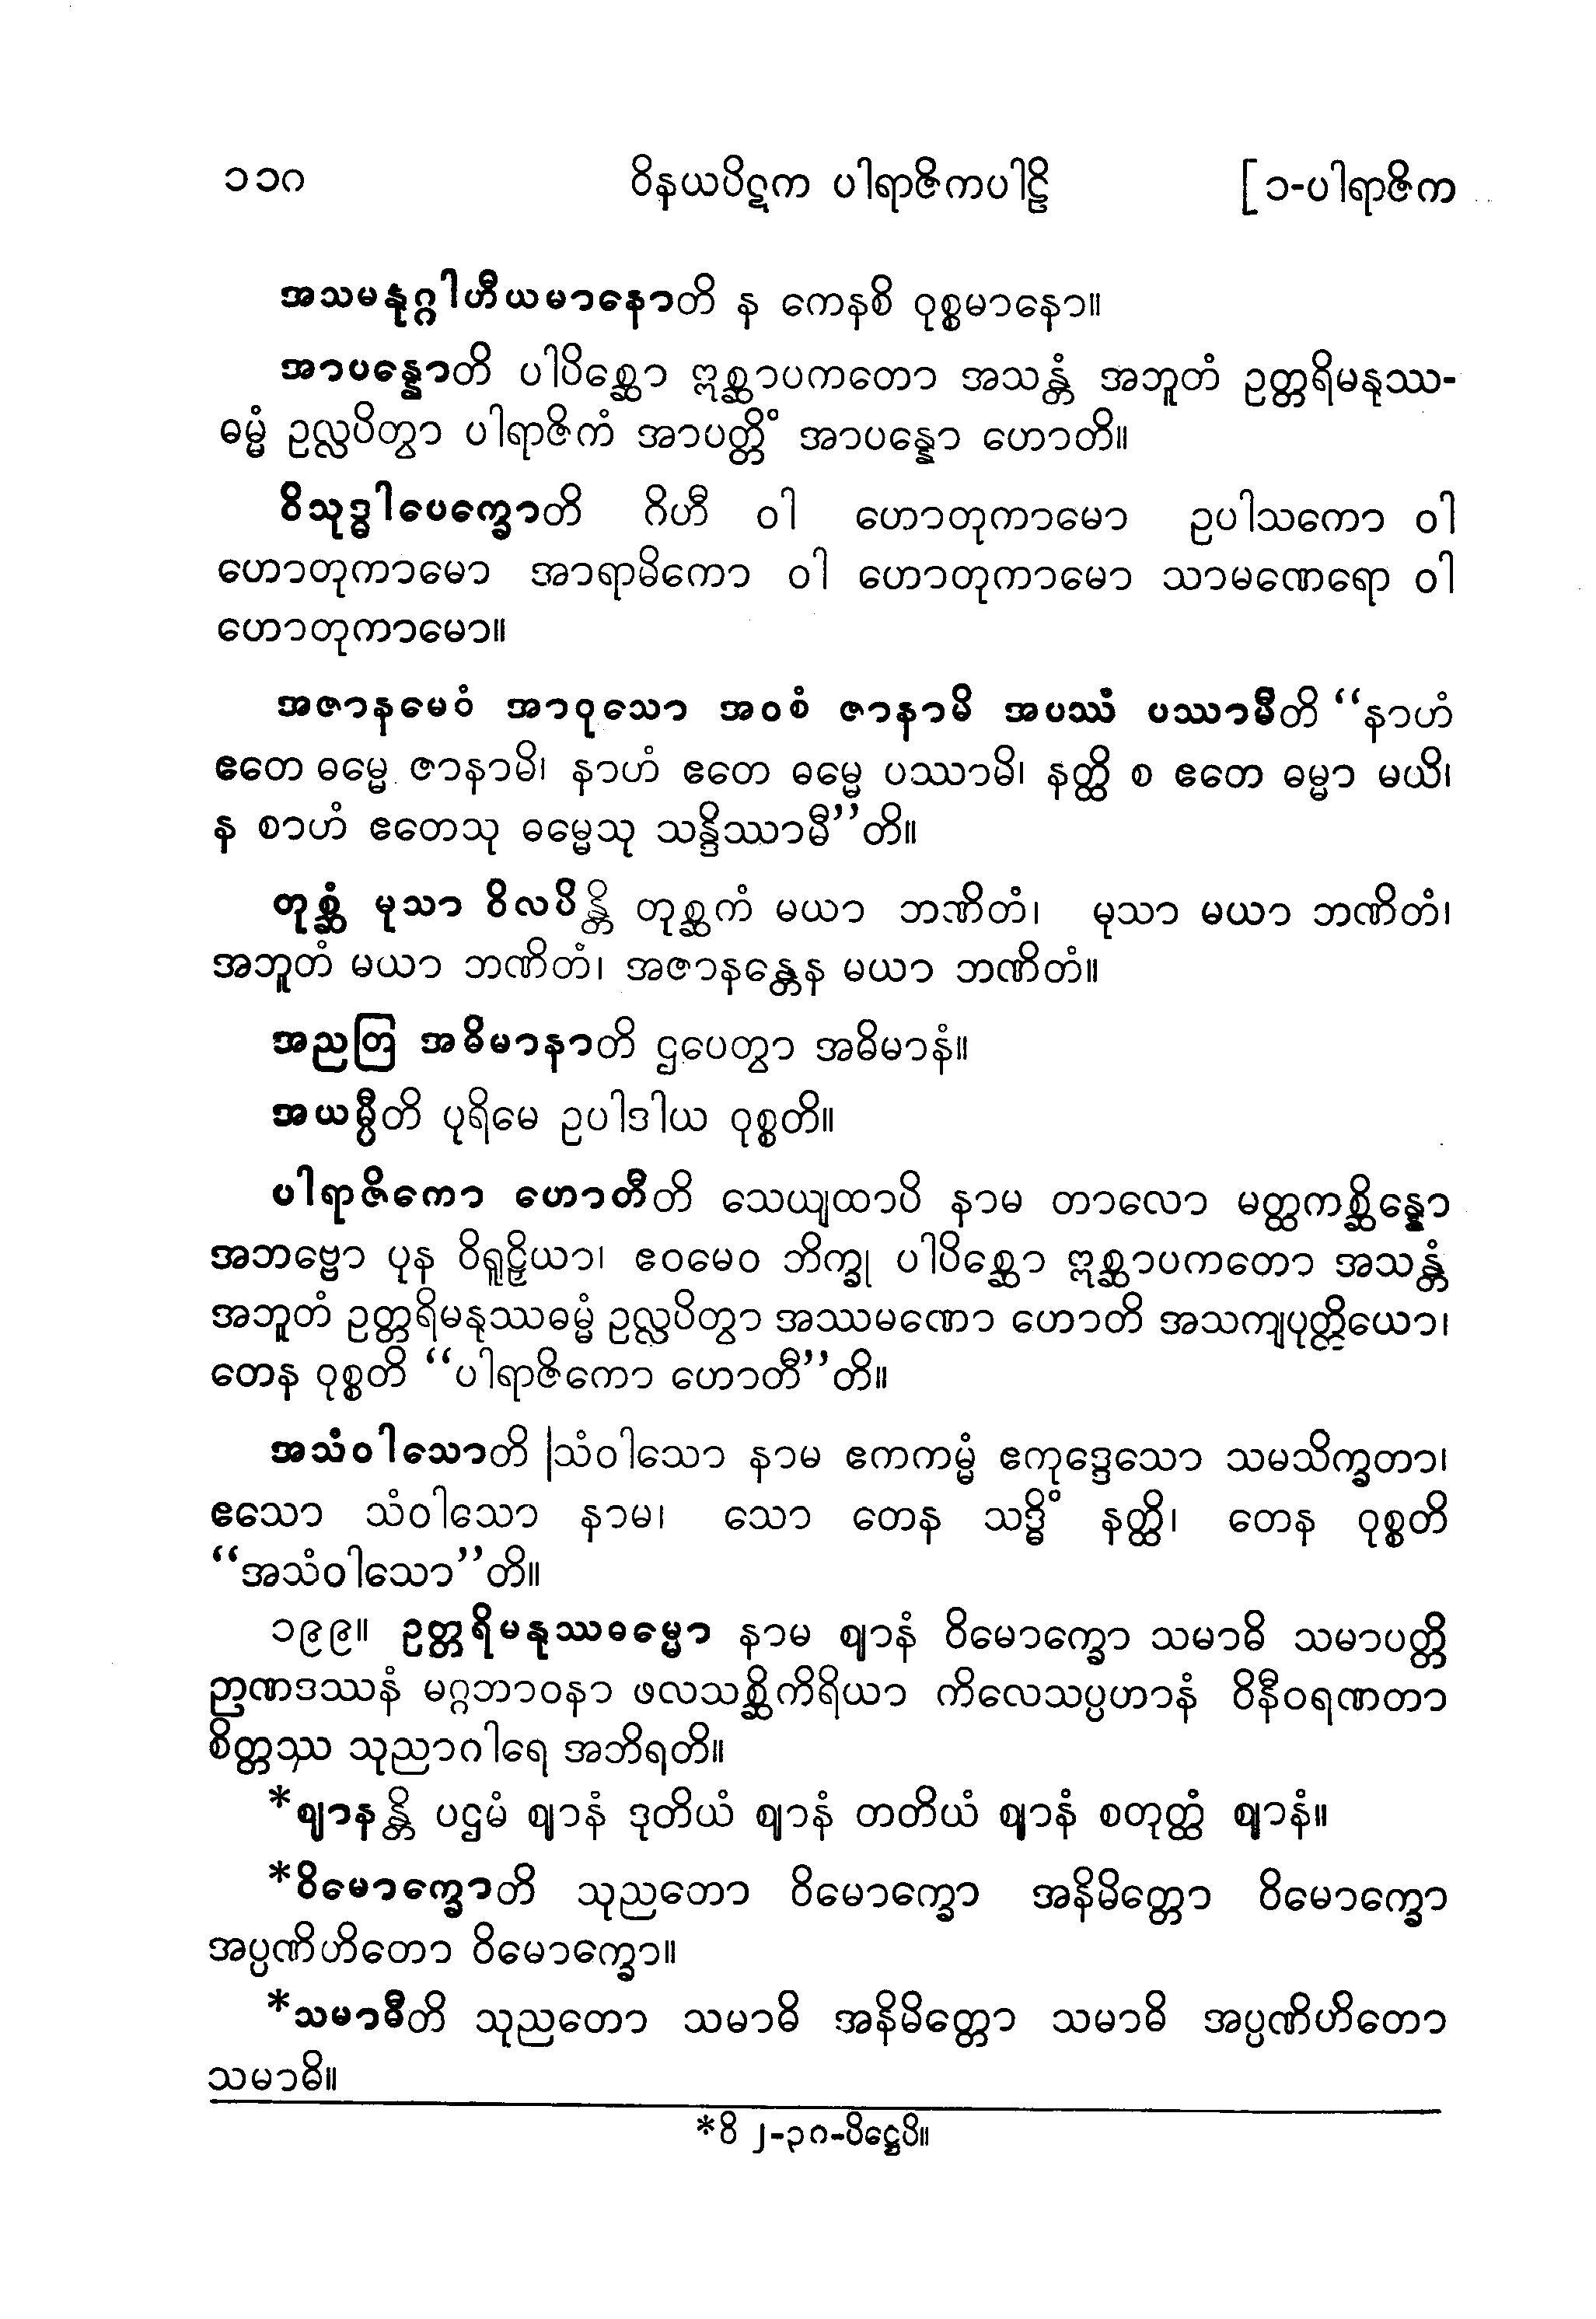 ၁၁၈ ဝိနယပိဋက ပါရာဇိကပါဠိ [ ၁-ပါရာဇိက
အသမနုဂ္ဂါဟီယမာနောတိ န ကေနစိ ဝုစ္စမာနော။
အာပန္နောတိ ပါပိစ္ဆော ဣစ္ဆာပကတော အသန္တံ အဘူတံ ဥတ္တရိမနုဿ-
ဓမ္မံ ဥလ္လပိတွာ ပါရာဇိကံ အာပတ္တိံ အာပန္နော ဟောတိ။
ဝိသုဒ္ဓါပေက္ခောတိ ဂိဟီ ဝါ ဟောတုကာမော ဥပါသကော ဝါ
ဟောတုကာမော အာရာမိကော ဝါ ဟောတုကာမော သာမဏေရော ဝါ
ဟောတုကာမော။
အဇာနမေဝံ အာဝုသော အဝစံ ဇာနာမိ အပဿံ ပဿာမီတိ “နာဟံ
ဧတေ ဓမ္မေ ဇာနာမိ၊ နာဟံ ဧတေ ဓမ္မေ ပဿာမိ၊ နတ္ထိ စ ဧတေ ဓမ္မာ မယိ၊
န စာဟံ ဧတေသု ဓမ္မေသု သန္ဒိဿာမီ”တိ။
တုစ္ဆံ မုသာ ဝိလပိန္တိ တုစ္ဆကံ မယာ ဘဏိတံ၊ မုသာ မယာ ဘဏိတံ၊
အဘူတံ မယာ ဘဏိတံ၊ အဇာနန္တေန မယာ ဘဏိတံ။
အညတြ အဓိမာနာတိ ဌပေတွာ အဓိမာနံ။
အယမ္ပီတိ ပုရိမေ ဥပါဒါယ ဝုစ္စတိ။
ပါရာဇိကော ဟောတီတိ သေယျထာပိ နာမ တာလော မတ္ထကစ္ဆိန္နော
အဘဗ္ဗော ပုန ဝိရူဠှိယာ၊ ဧဝမေဝ ဘိက္ခု ပါပိစ္ဆော ဣစ္ဆာပကတော အသန္တံ
အဘူတံ ဥတ္တရိမနုဿဓမ္မံ ဥလ္လပိတွာ အဿမဏော ဟောတိ အသကျပုတ္တိယော၊
တေန ဝုစ္စတိ “ပါရာဇိကော ဟောတီ”တိ။
အသံဝါသောတိ သံဝါသော နာမ ဧကကမ္မံ ဧကုဒ္ဒေသော သမသိက္ခတာ၊
ဧသော သံဝါသော နာမ၊ သော တေန သဒ္ဓိံ နတ္ထိ၊ တေန ဝုစ္စတိ
“အသံဝါသော”တိ။
၁၉၉။ ဥတ္တရိမနုဿဓမ္မော နာမ ဈာနံ ဝိမောက္ခော သမာဓိ သမာပတ္တိ
ဉာဏဒဿနံ မဂ္ဂဘာဝနာ ဖလသစ္ဆိကိရိယာ ကိလေသပ္ပဟာနံ ဝိနီဝရဏတာ
စိတ္တဿ သုညာဂါရေ အဘိရတိ။
*ဈာနန္တိ ပဌမံ ဈာနံ ဒုတိယံ ဈာနံ တတိယံ ဈာနံ စတုတ္ထံ ဈာနံ။
*ဝိမောက္ခောတိ သုညတော ဝိမောက္ခော အနိမိတ္တော ဝိမောက္ခော
အပ္ပဏိဟိတော ဝိမောက္ခော။
*သမာဓီတိ သုညတော သမာဓိ အနိမိတ္တော သမာဓိ အပ္ပဏိဟိတော
သမာဓိ။
*ဝိ ၂-၃၈-ပိဋ္ဌေပိ။